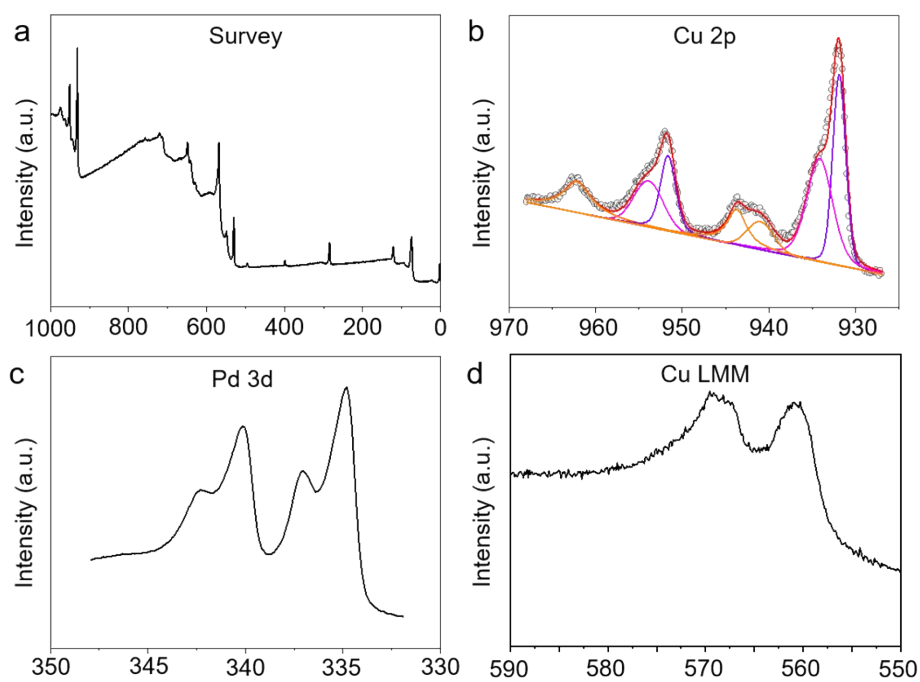 a Survey
Intensity (a.u.)
1000 800 600 400 200 0
b Cu 2p
Intensity (a.u.)
970 960 950 940 930
c Pd 3d
Intensity (a.u.)
350 345 340 335 330
d Cu LMM
Intensity (a.u.)
590 580 570 560 550